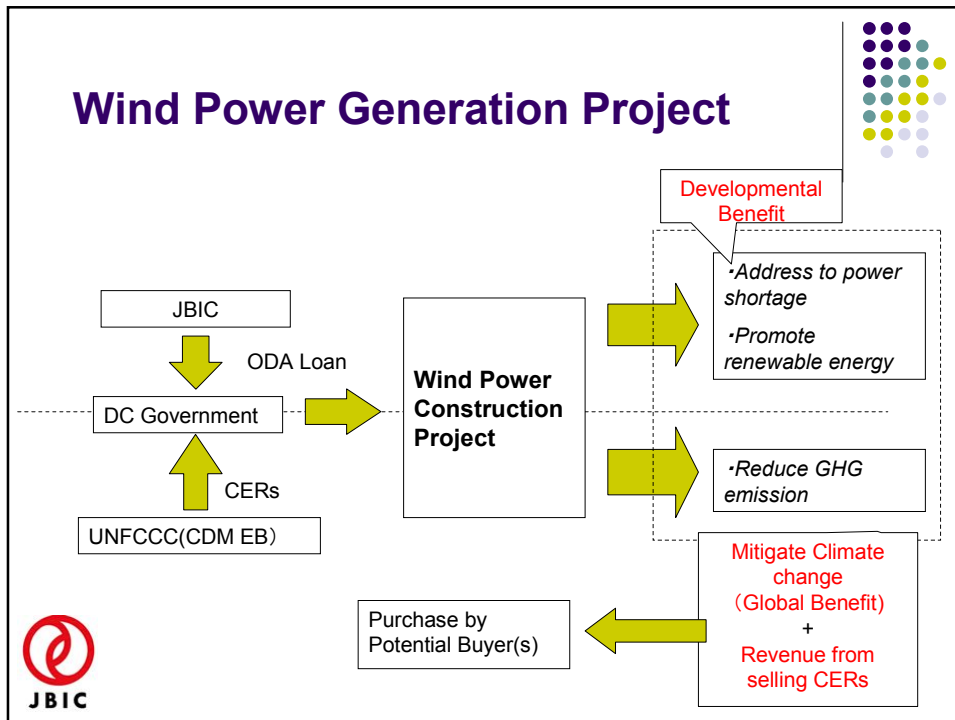 Wind Power Generation Project
Developmental
Benefit
・Address to power
shortage
・Promote
renewable energy
JBIC
ODA Loan
DC Government
CERs
UNFCCC(CDM EB）
Wind Power
Construction
Project
・Reduce GHG
emission
Mitigate Climate
change
（Global Benefit)
+
Revenue from
selling CERs
Purchase by
Potential Buyer(s)
JBIC